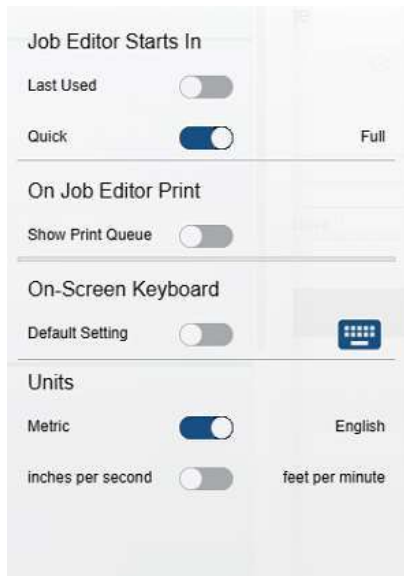 Job Editor Starts In
Last Used
Quick Full
On Job Editor Print
Show Print Queue
On-Screen Keyboard
Default Setting
Units
Metric English
inches per second feet per minute